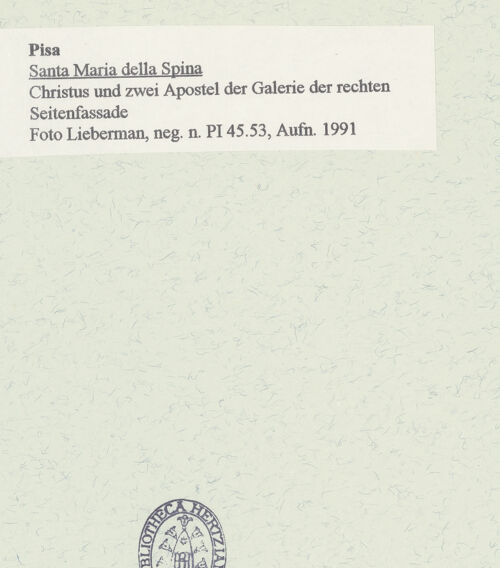 Pisa
Santa Maria della Spina
Christus und zwei Apostel der Galerie der rechten
Seitenfassade
Foto Lieberman, neg. n. PI 45.53, Aufn. 1991
BIBLIOTHECA HERTZIAN